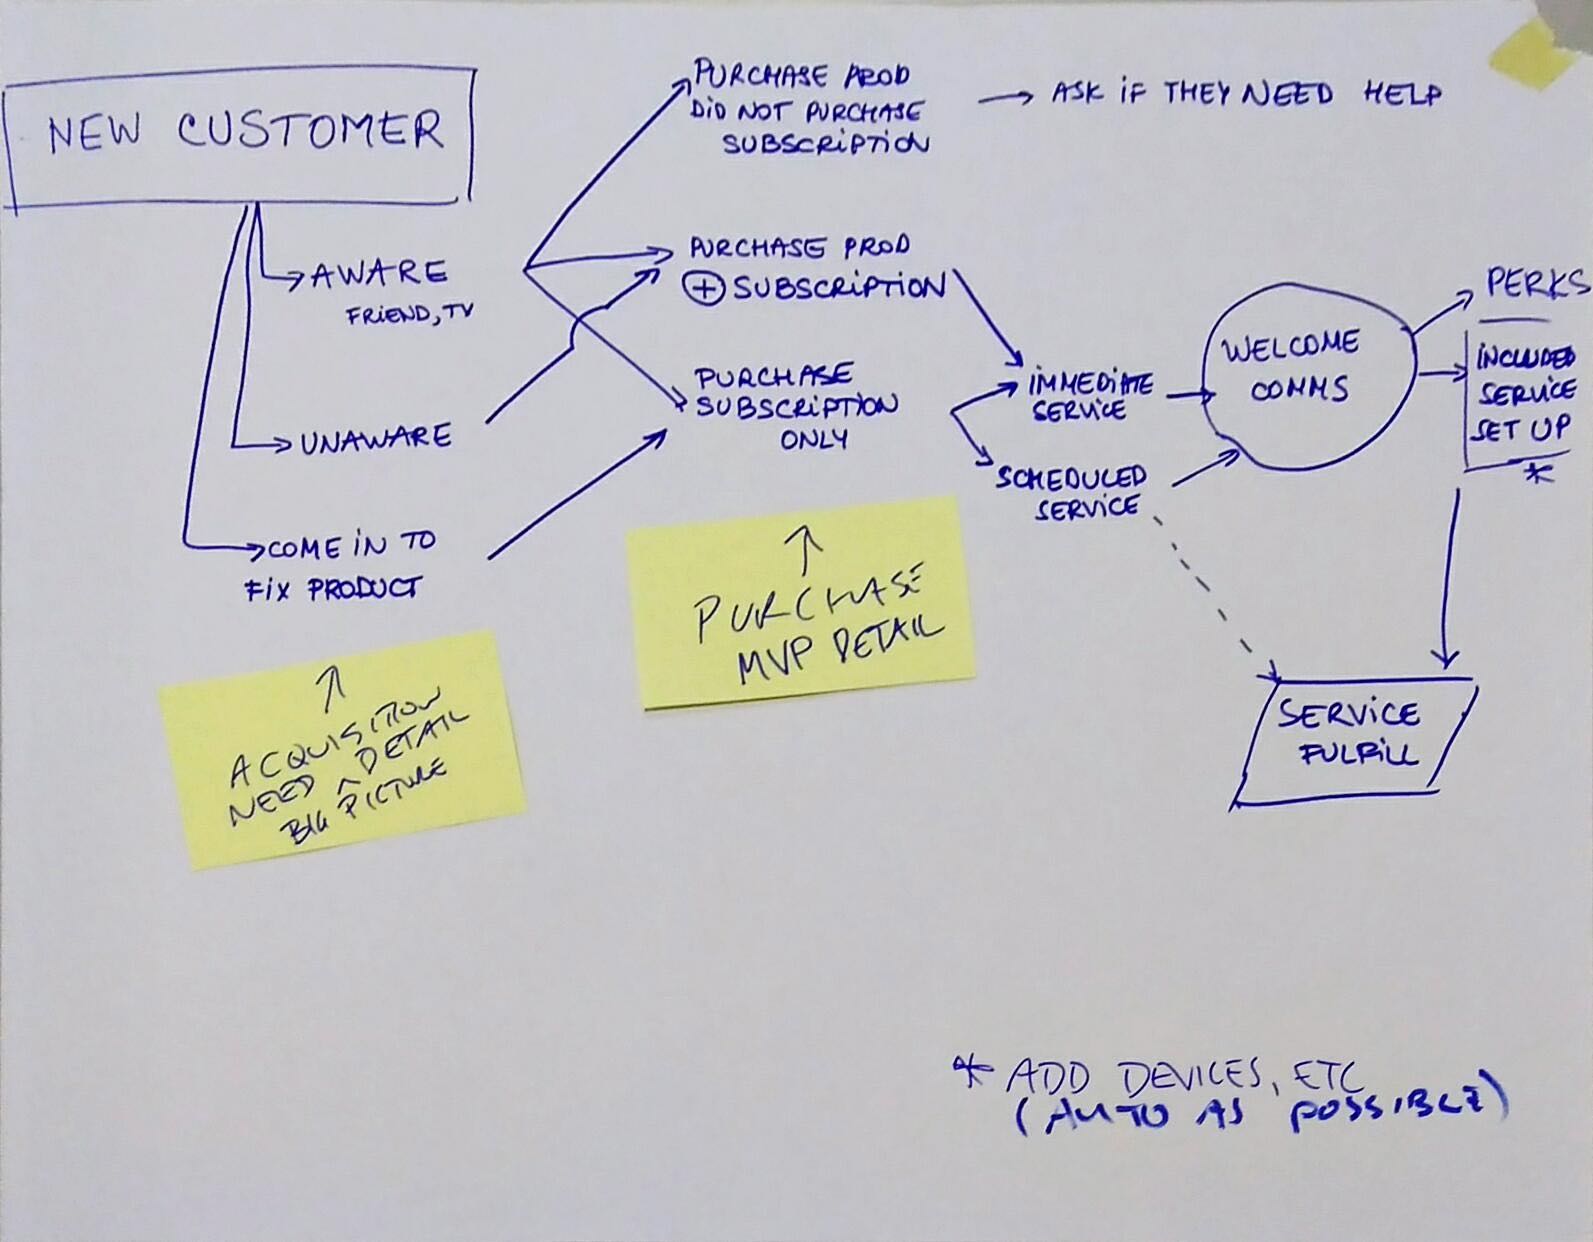 NEW CUSTOMER
AWARE
FRIEND, TV
UNAWARE
COME IN TO
FIX PRODUCT
PURCHASE PROD
DID NOT PURCHASE
SUBSCRIPTION
ASK IF THEY NEED HELP
PURCHASE PROD
+ SUBSCRIPTION
PURCHASE
SUBSCRIPTION
ONLY
IMMEDIATE
SERVICE
SCHEDULED
SERVICE
WELCOME
COMMS
PERKS
INCLUDED
SERVICE
SET UP
*
SERVICE
FULFILL
ACQUISITION
NEED ^ DETAIL
BIG PICTURE
PURCHASE
MVP DETAIL
* ADD DEVICES, ETC
(AUTO AS POSSIBLE)